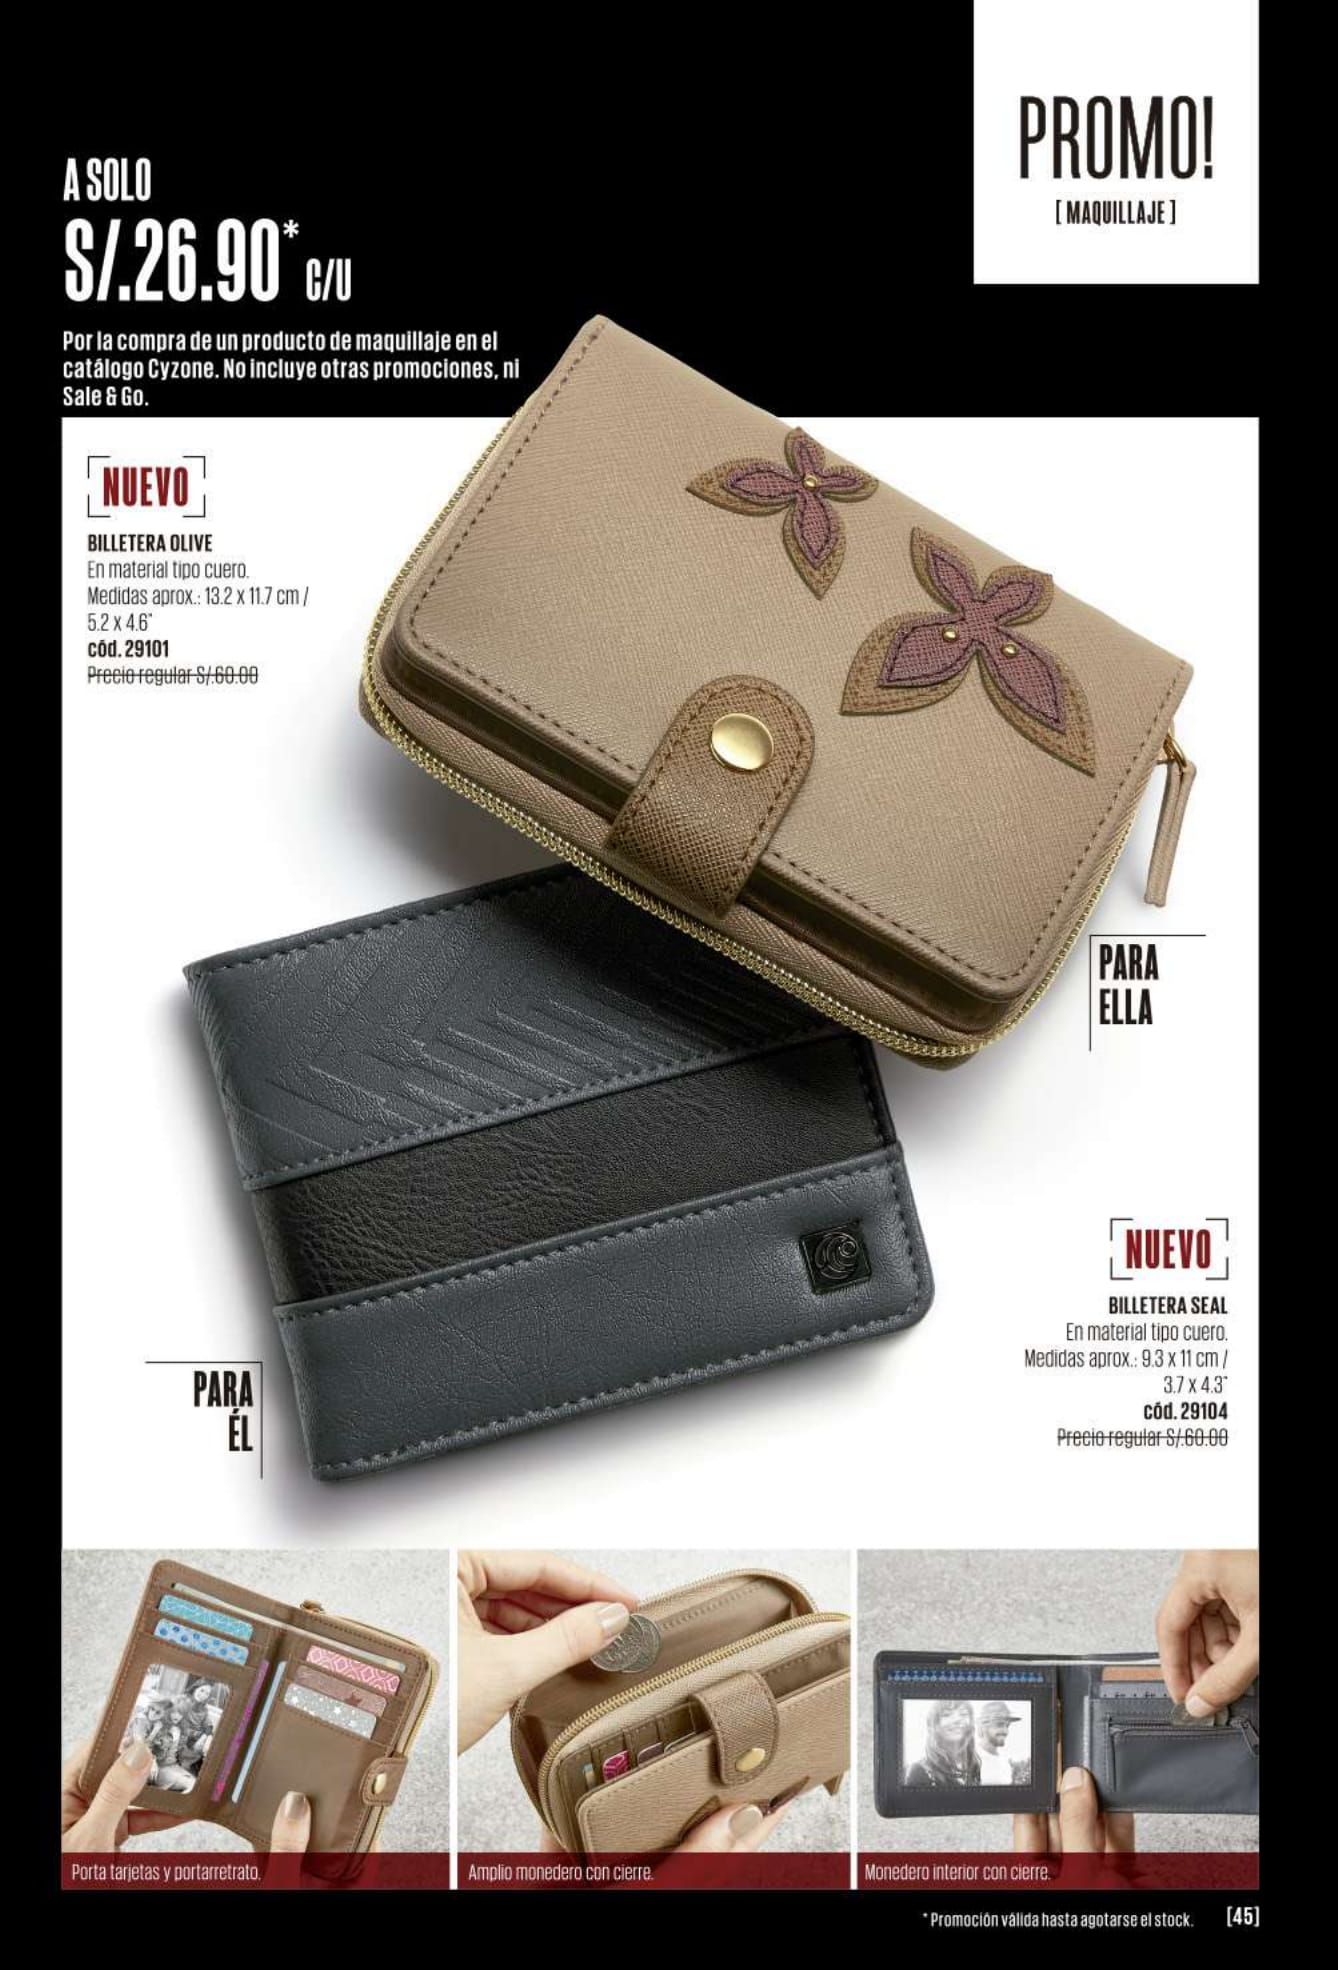 PROMO!
[ MAQUILLAJE ]
A SOLO
S/.26.90* C/U
Por la compra de un producto de maquillaje en el
catálogo Cyzone. No incluye otras promociones, ni
Sale & Go.
NUEVO
BILLETERA OLIVE
En material tipo cuero.
Medidas aprox.: 13.2 x 11.7 cm /
5.2 x 4.6"
cód. 29101
Precio regular S/.60.00
PARA
ELLA
NUEVO
BILLETERA SEAL
En material tipo cuero.
Medidas aprox.: 9.3 x 11 cm /
3.7 x 4.3"
cód. 29104
Precio regular S/.60.00
PARA
ÉL
Porta tarjetas y portarretrato.
Amplio monedero con cierre.
Monedero interior con cierre.
* Promoción válida hasta agotarse el stock.
[45]